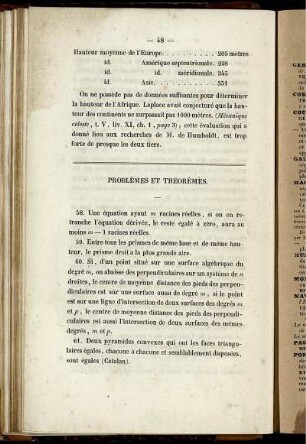 — 48 —
Hauteur moyenne de l'Europe. . . . . . . . . . 205 mètres
id. Amérique septentrionale. 228
id. id. méridionale. 345
id. Asie. . . . . . . . . . . . . 351
On ne possède pas de données suffisantes pour déterminer
la hauteur de l'Afrique. Laplace avait conjecturé que la hau-
teur des continents ne surpassait pas 1000 mètres. (Mécanique
céleste, t. V, liv. XI, ch. 1, page 3); cette évaluation qui a
donné lieu aux recherches de M. de Humboldt, est trop
forte de presque les deux tiers.
PROBLÈMES ET THÉORÈMES.
58. Une équation ayant m racines réelles, si on en re-
tranche l'équation dérivée, le reste égalé à zéro, aura au
moins m — 1 racines réelles.
59. Entre tous les prismes de même base et de même hau-
teur, le prisme droit a la plus grande aire.
60. Si, d'un point situé sur une surface algébrique du
degré m, on abaisse des perpendiculaires sur un système de n
droites, le centre de moyenne distance des pieds des perpen-
diculaires est sur une surface aussi de degré m; si le point
est sur une ligne d'intersection de deux surfaces des degrés m
et p, le centre de moyenne distance des pieds des perpendi-
culaires est aussi l'intersection de deux surfaces des mêmes
degrés, m et p.
61. Deux pyramides convexes qui ont les faces triangu-
laires égales, chacune à chacune et semblablement disposées,
sont égales (Catalan).